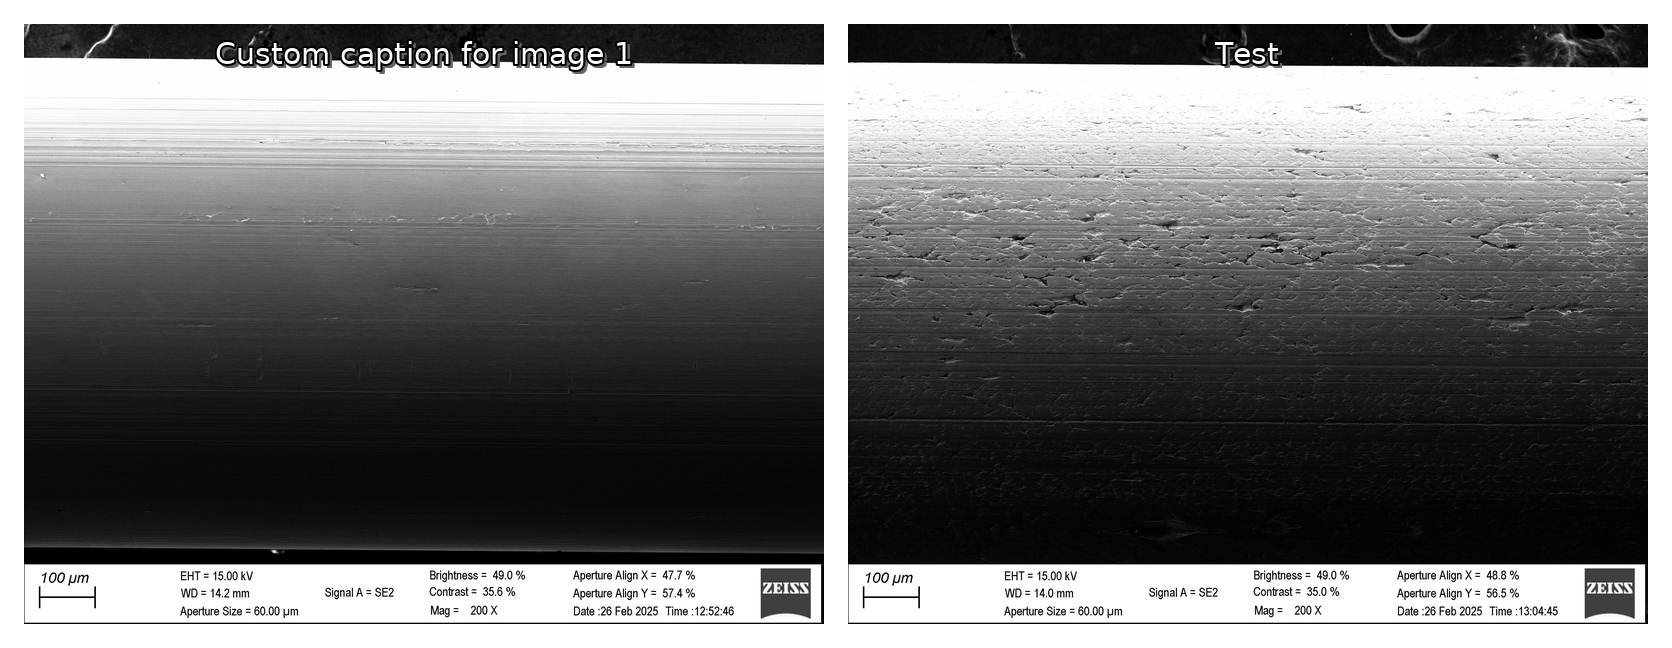 Custom caption for image 1
100 µm
EHT = 15.00 kV
WD = 14.2 mm
Aperture Size = 60.00 µm
Signal A = SE2
Brightness = 49.0 %
Contrast = 35.6 %
Mag = 200 X
Aperture Align X = 47.7 %
Aperture Align Y = 57.4 %
Date :26 Feb 2025 Time :12:52:46
ZEISS
Test
100 µm
EHT = 15.00 kV
WD = 14.0 mm
Aperture Size = 60.00 µm
Signal A = SE2
Brightness = 49.0 %
Contrast = 35.0 %
Mag = 200 X
Aperture Align X = 48.8 %
Aperture Align Y = 56.5 %
Date :26 Feb 2025 Time :13:04:45
ZEISS